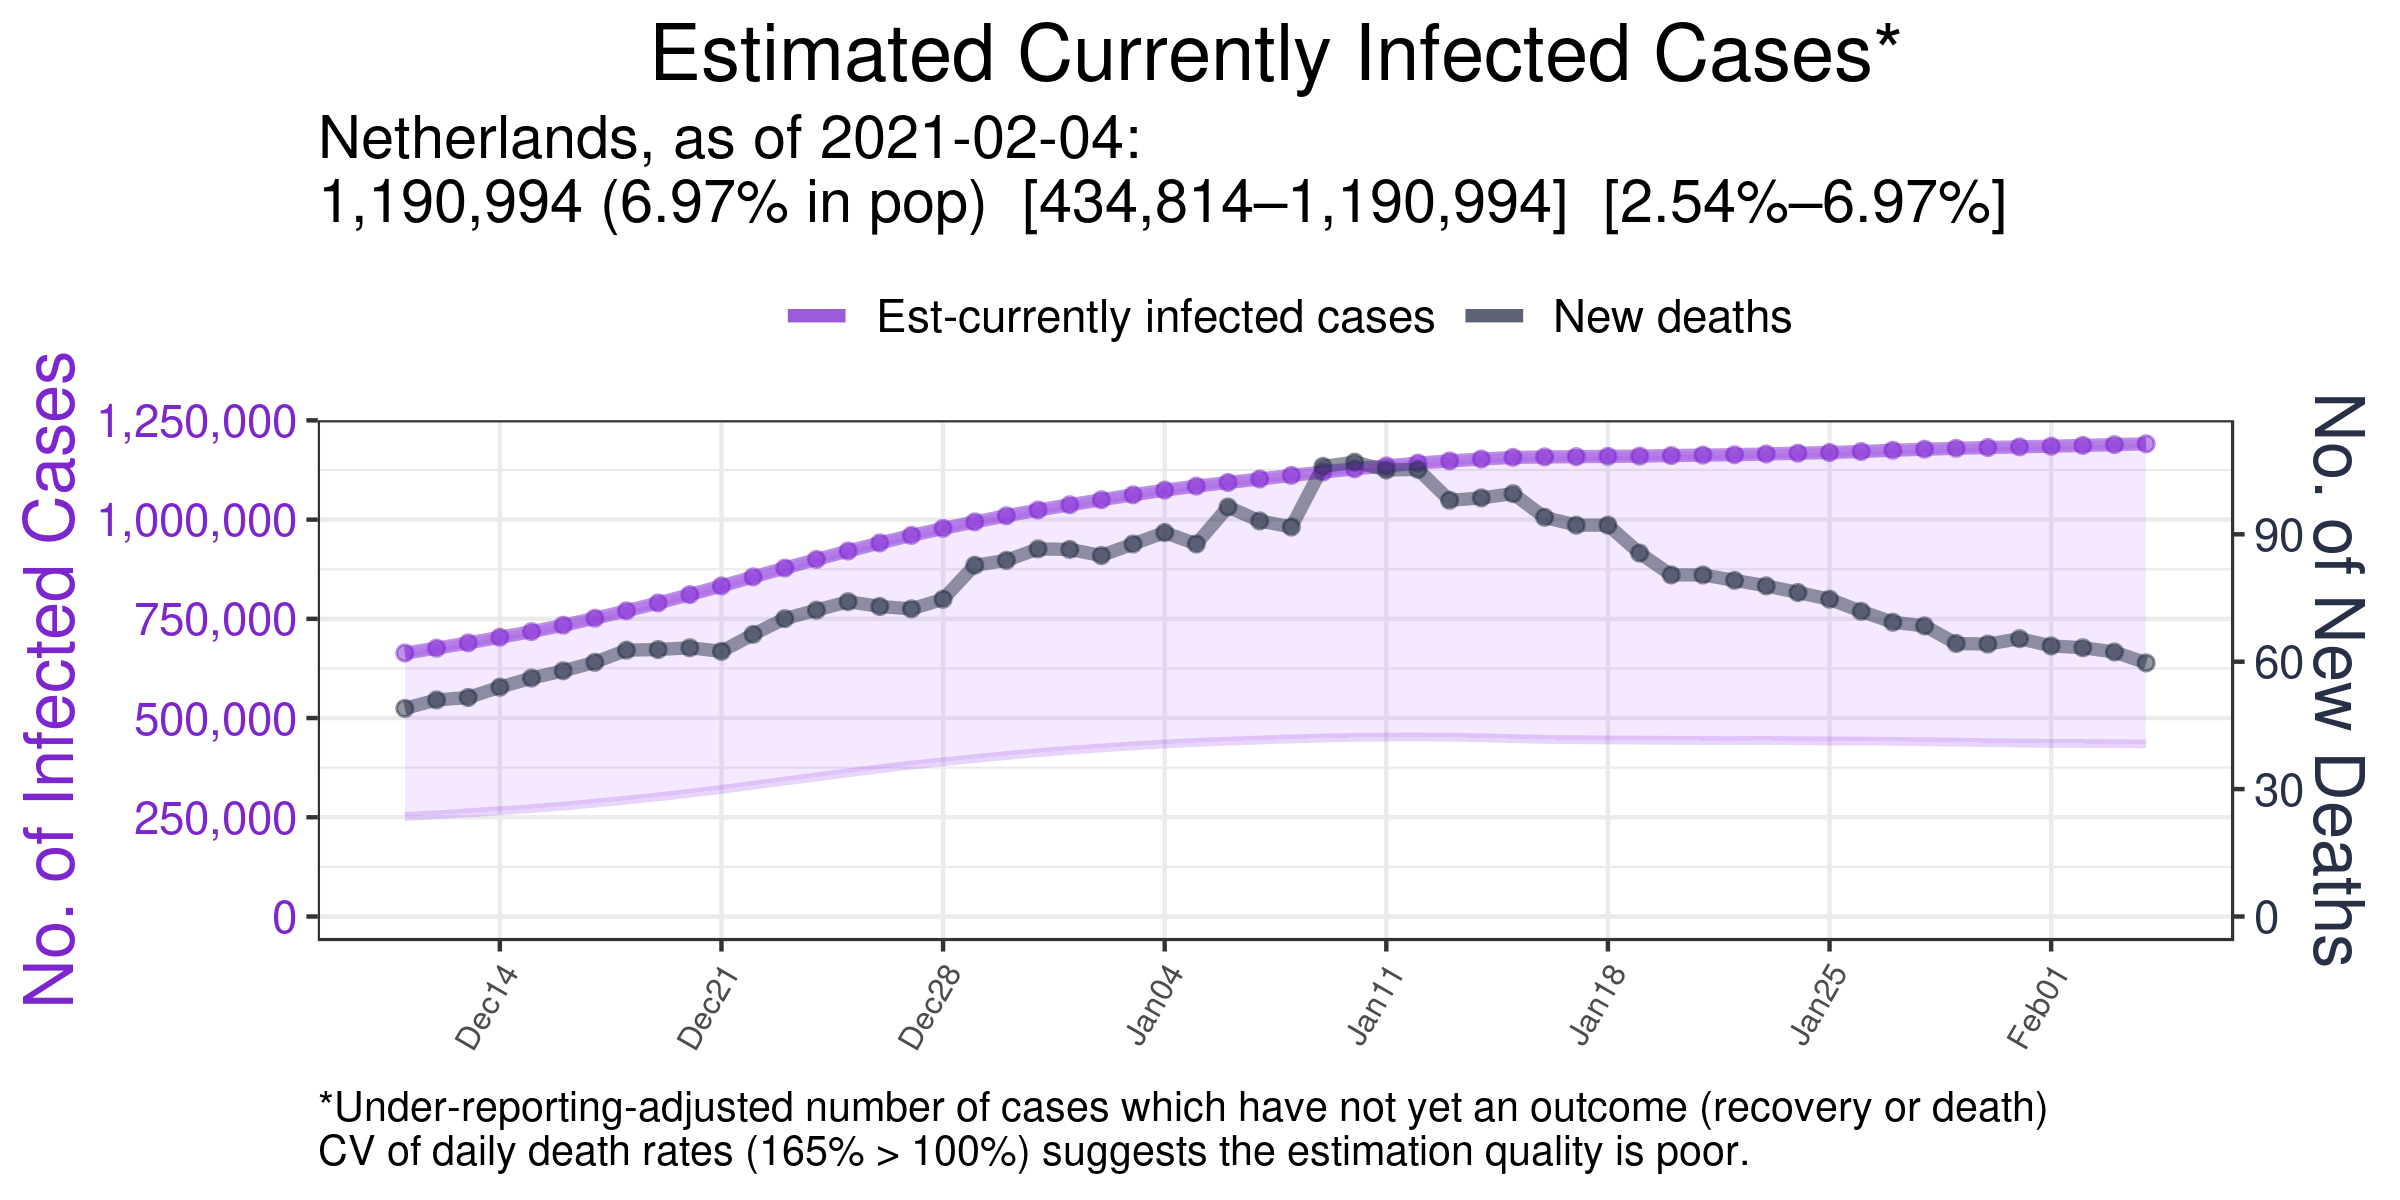 Estimated Currently Infected Cases*
Netherlands, as of 2021-02-04:
1,190,994 (6.97% in pop) [434,814–1,190,994] [2.54%–6.97%]
Est-currently infected cases
New deaths
No. of Infected Cases
1,250,000
1,000,000
750,000
500,000
250,000
0
90
60
30
0
No. of New Deaths
Dec14
Dec21
Dec28
Jan04
Jan11
Jan18
Jan25
Feb01
*Under-reporting-adjusted number of cases which have not yet an outcome (recovery or death)
CV of daily death rates (165% > 100%) suggests the estimation quality is poor.